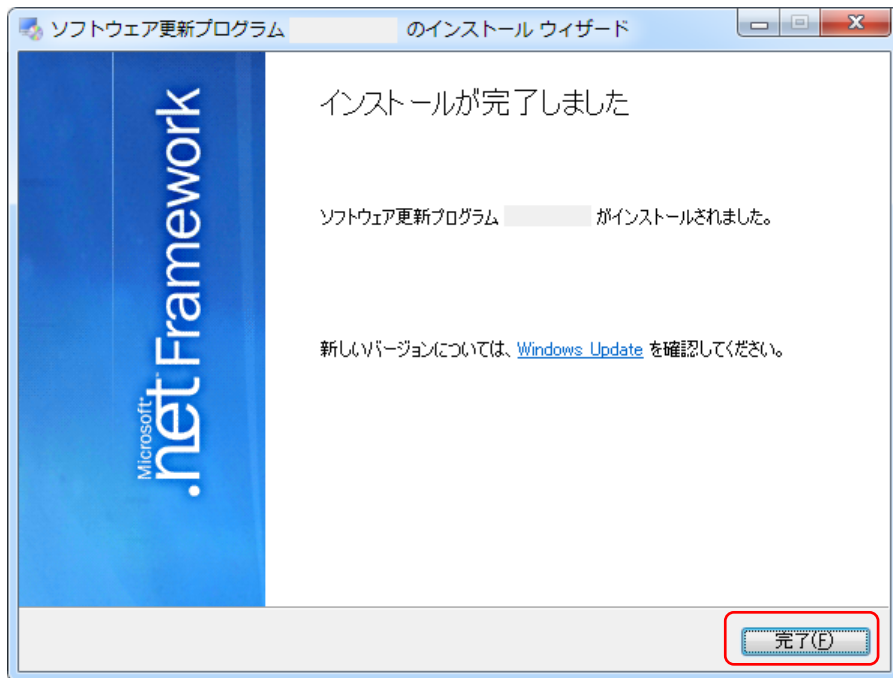 ソフトウェア更新プログラム のインストール ウィザード
Microsoft®
.net Framework
インストールが完了しました
ソフトウェア更新プログラム がインストールされました。
新しいバージョンについては、Windows Update を確認してください。
完了(F)